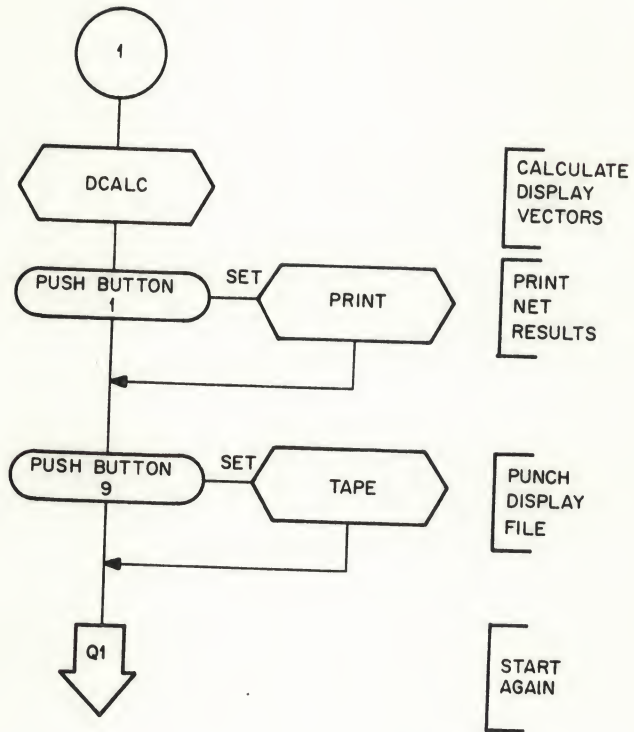 1
DCALC
CALCULATE
DISPLAY
VECTORS
PUSH BUTTON
1
SET
PRINT
PRINT
NET
RESULTS
PUSH BUTTON
9
SET
TAPE
PUNCH
DISPLAY
FILE
Q1
START
AGAIN